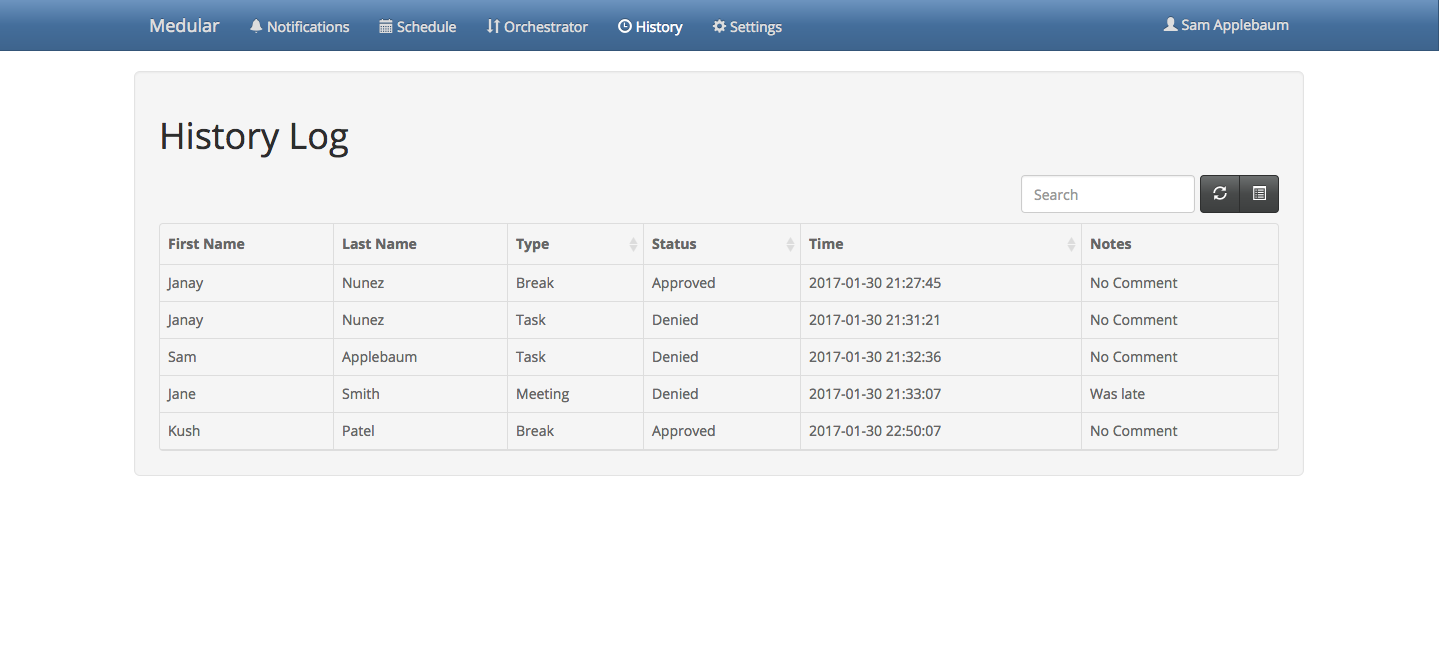 Medular Notifications Schedule Orchestrator History Settings Sam Applebaum
History Log
Search
First Name Last Name Type Status Time Notes
Janay Nunez Break Approved 2017-01-30 21:27:45 No Comment
Janay Nunez Task Denied 2017-01-30 21:31:21 No Comment
Sam Applebaum Task Denied 2017-01-30 21:32:36 No Comment
Jane Smith Meeting Denied 2017-01-30 21:33:07 Was late
Kush Patel Break Approved 2017-01-30 22:50:07 No Comment